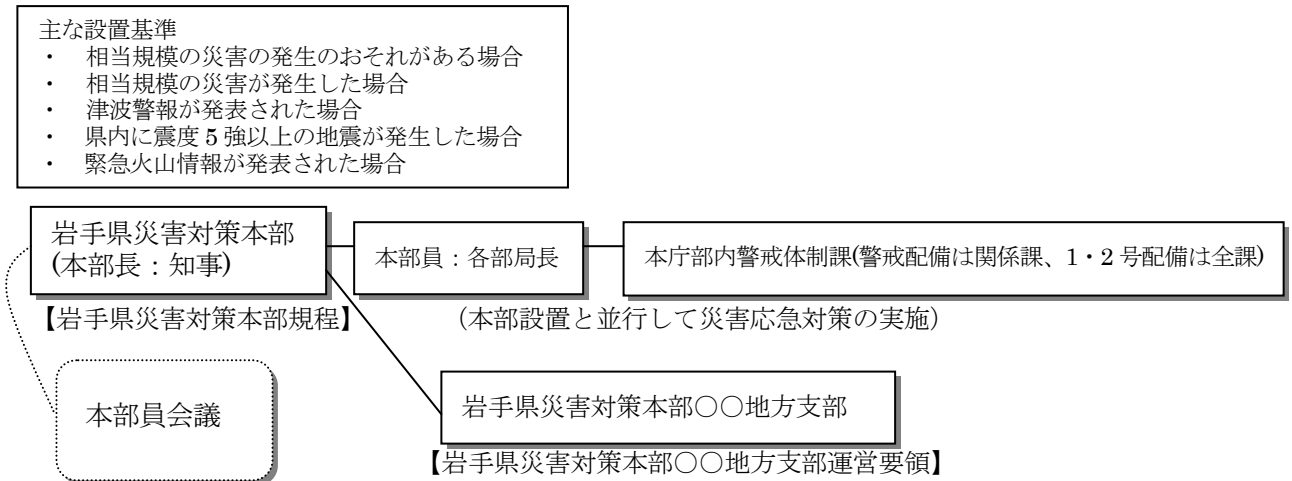 主な設置基準
・ 相当規模の災害の発生のおそれがある場合
・ 相当規模の災害が発生した場合
・ 津波警報が発表された場合
・ 県内に震度5強以上の地震が発生した場合
・ 緊急火山情報が発表された場合
岩手県災害対策本部
(本部長：知事)
本部員：各部局長
本庁部内警戒体制課(警戒配備は関係課、1・2号配備は全課)
【岩手県災害対策本部規程】
（本部設置と並行して災害応急対策の実施）
本部員会議
岩手県災害対策本部○○地方支部
【岩手県災害対策本部○○地方支部運営要領】